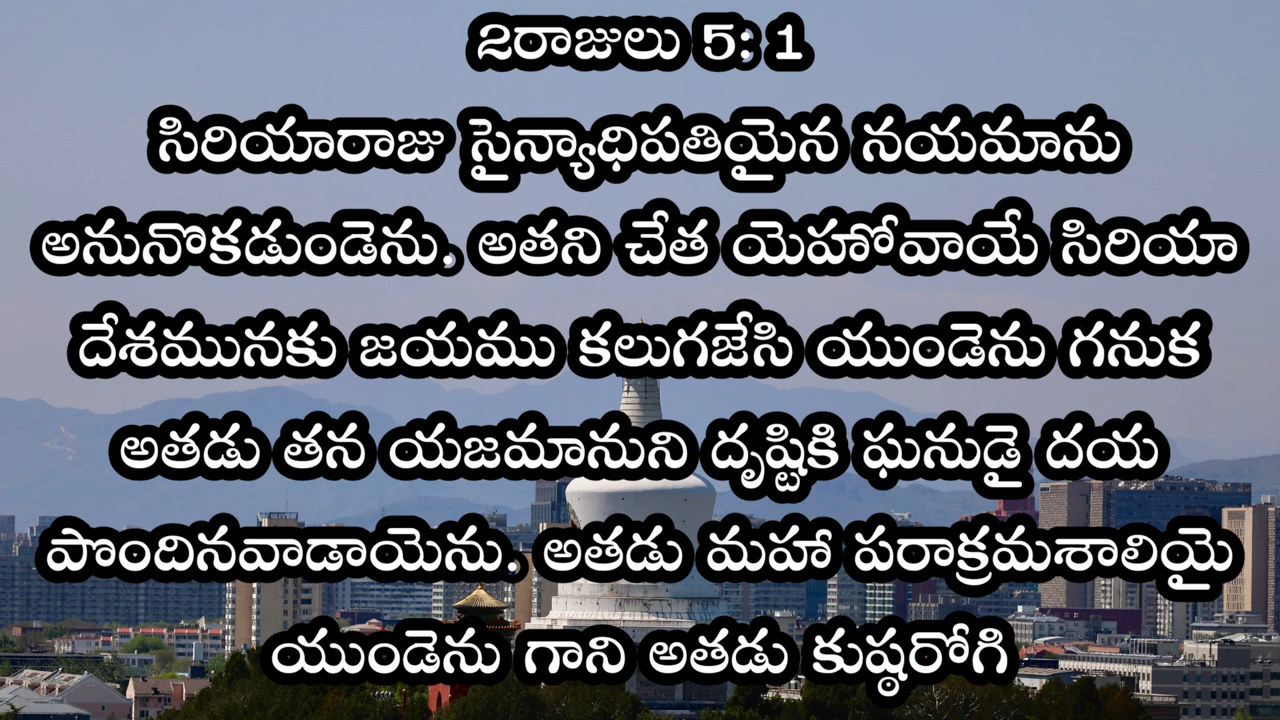 2రాజులు 5: 1
సిరియారాజు సైన్యాధిపతియైన నయమాను
అనునొకడుండెను, అతని చేత యెహోవాయే సిరియా
దేశమునకు జయము కలుగజేసి యుండెను గనుక
అతడు తన యజమానుని దృష్టికి ఘనుడై దయ
పొందినవాడాయెను. అతడు మహా పరాక్రమశాలియై
యుండెను గాని అతడు కుష్ఠరోగి